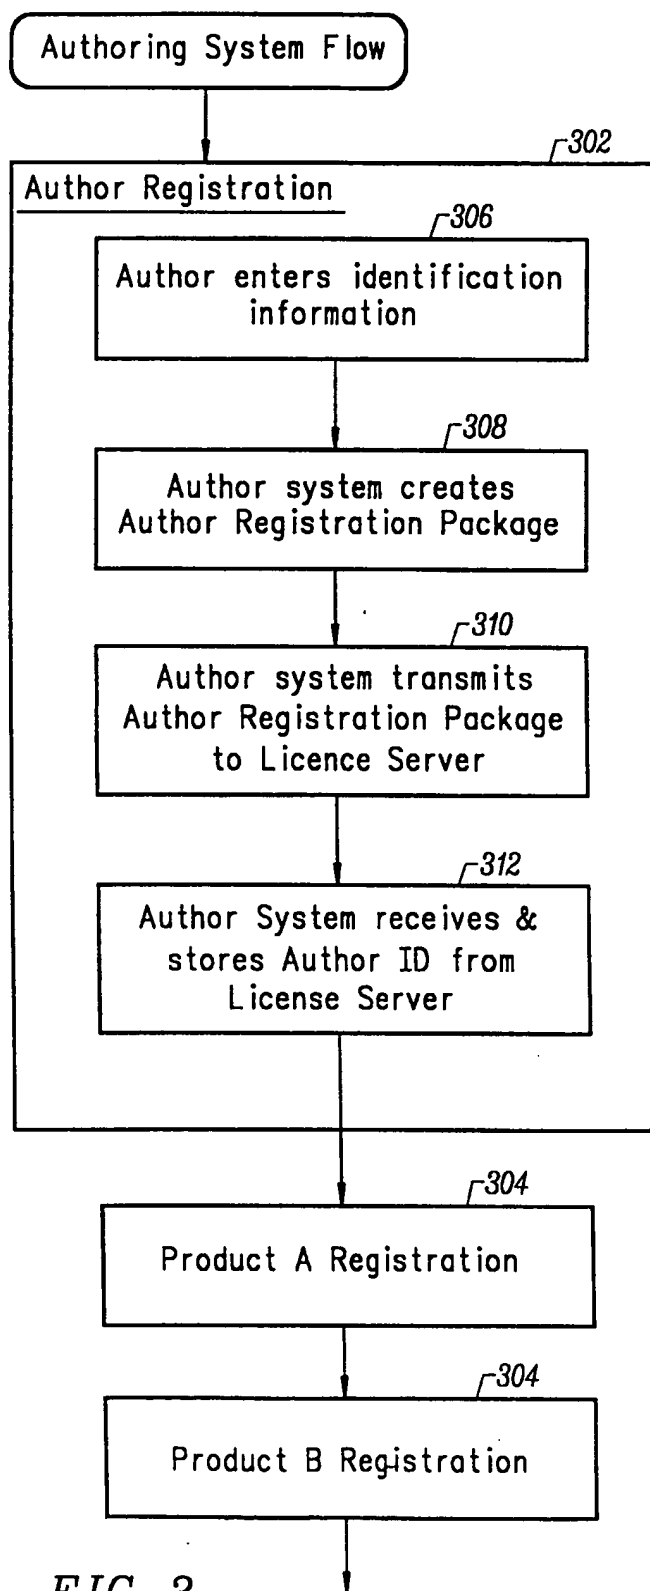 Authoring System Flow
302
Author Registration
306
Author enters identification
information
308
Author system creates
Author Registration Package
310
Author system transmits
Author Registration Package
to Licence Server
312
Author System receives &
stores Author ID from
License Server
304
Product A Registration
304
Product B Registration